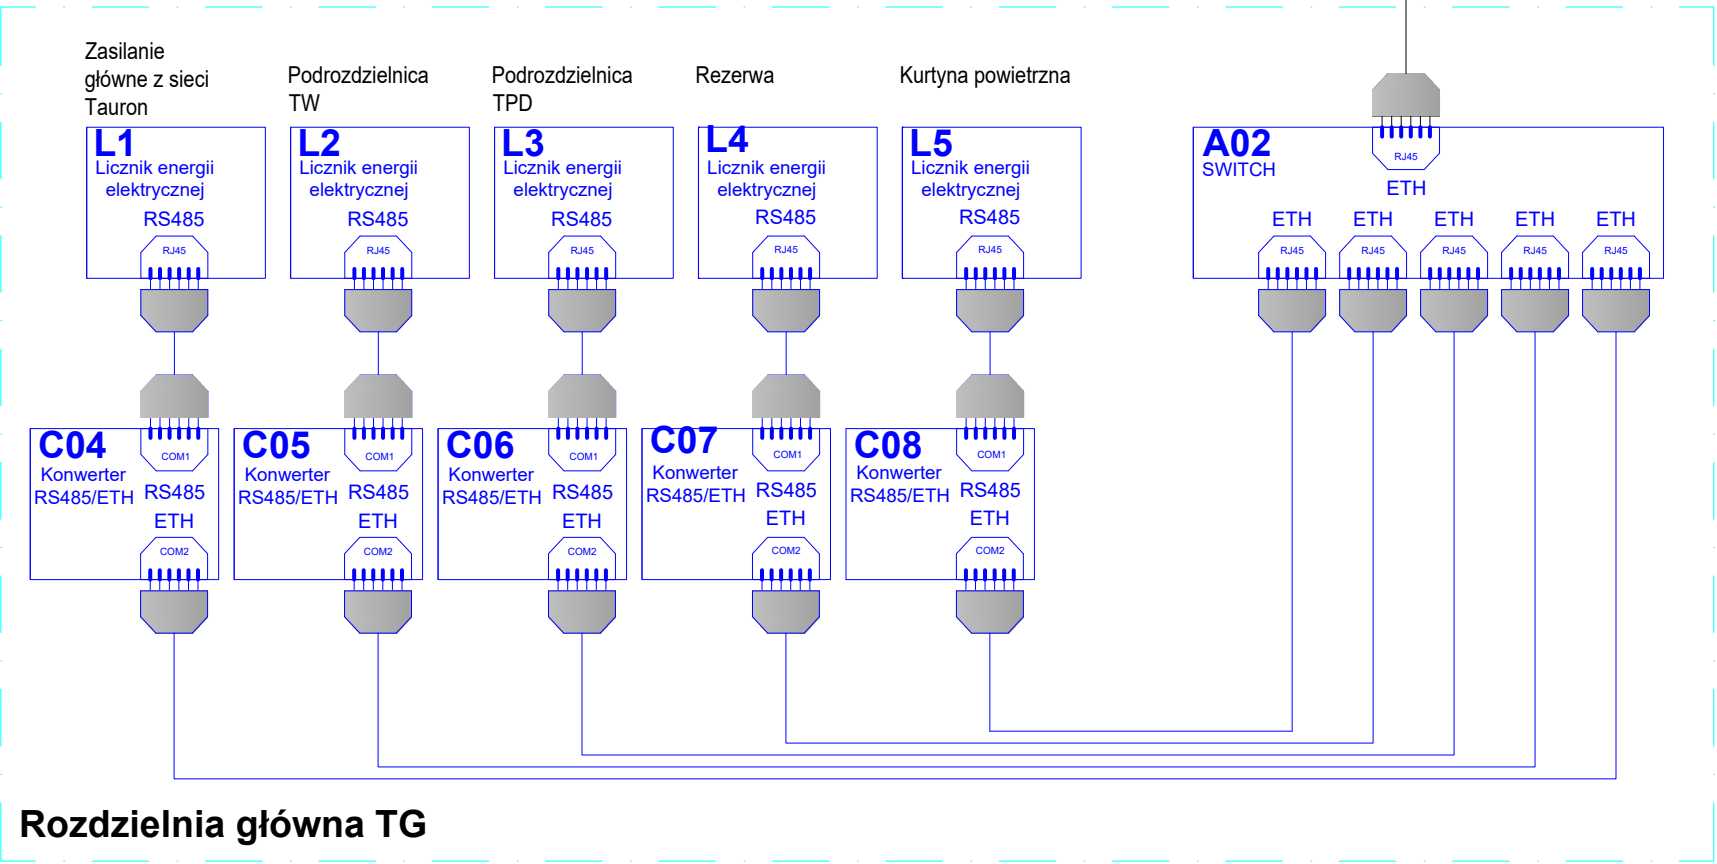 Zasilanie
główne z sieci
Tauron
Podrozdzielnica
TW
Podrozdzielnica
TPD
Rezerwa
Kurtyna powietrzna
L1
Licznik energii
elektrycznej
RS485
RJ45
L2
Licznik energii
elektrycznej
RS485
RJ45
L3
Licznik energii
elektrycznej
RS485
RJ45
L4
Licznik energii
elektrycznej
RS485
RJ45
L5
Licznik energii
elektrycznej
RS485
RJ45
A02
SWITCH
RJ45
ETH
ETH
ETH
ETH
ETH
ETH
RJ45
RJ45
RJ45
RJ45
RJ45
C04
Konwerter
RS485/ETH
COM1
RS485
ETH
COM2
C05
Konwerter
RS485/ETH
COM1
RS485
ETH
COM2
C06
Konwerter
RS485/ETH
COM1
RS485
ETH
COM2
C07
Konwerter
RS485/ETH
COM1
RS485
ETH
COM2
C08
Konwerter
RS485/ETH
COM1
RS485
ETH
COM2
Rozdzielnia główna TG